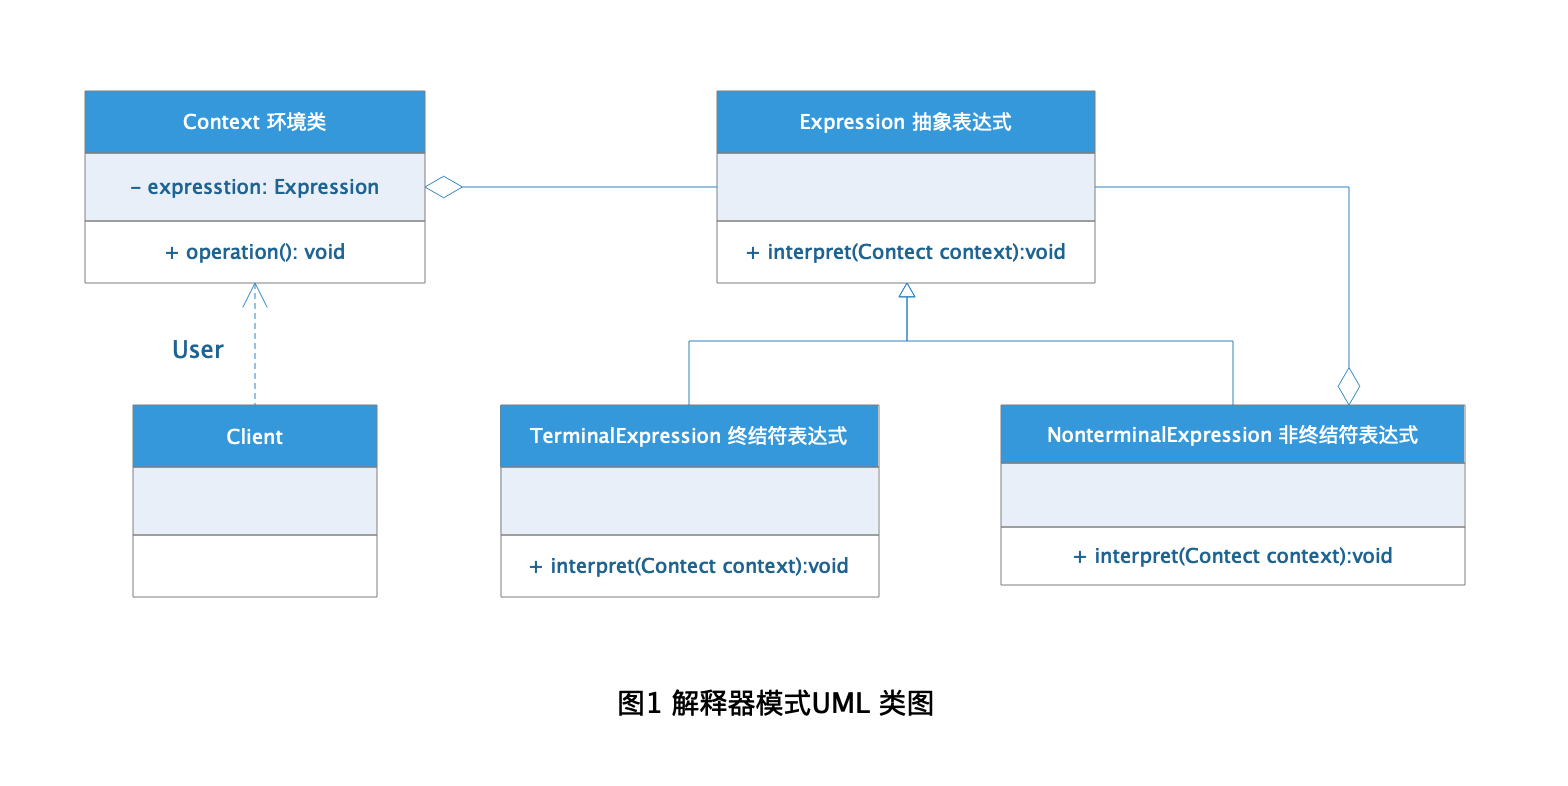 Context 环境类
– expresstion: Expression
+ operation(): void
Expression 抽象表达式
+ interpret(Contect context):void
User
Client
TerminalExpression 终结符表达式
+ interpret(Contect context):void
NonterminalExpression 非终结符表达式
+ interpret(Contect context):void
图1 解释器模式UML 类图